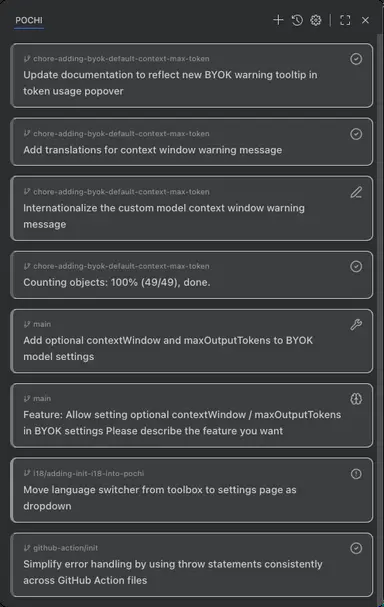 POCHI
chore-adding-byok-default-context-max-token
Update documentation to reflect new BYOK warning tooltip in
token usage popover
chore-adding-byok-default-context-max-token
Add translations for context window warning message
chore-adding-byok-default-context-max-token
Internationalize the custom model context window warning
message
chore-adding-byok-default-context-max-token
Counting objects: 100% (49/49), done.
main
Add optional contextWindow and maxOutputTokens to BYOK
model settings
main
Feature: Allow setting optional contextWindow / maxOutputTokens
in BYOK settings Please describe the feature you want
i18/adding-init-i18-into-pochi
Move language switcher from toolbox to settings page as
dropdown
github-action/init
Simplify error handling by using throw statements consistently
across GitHub Action files